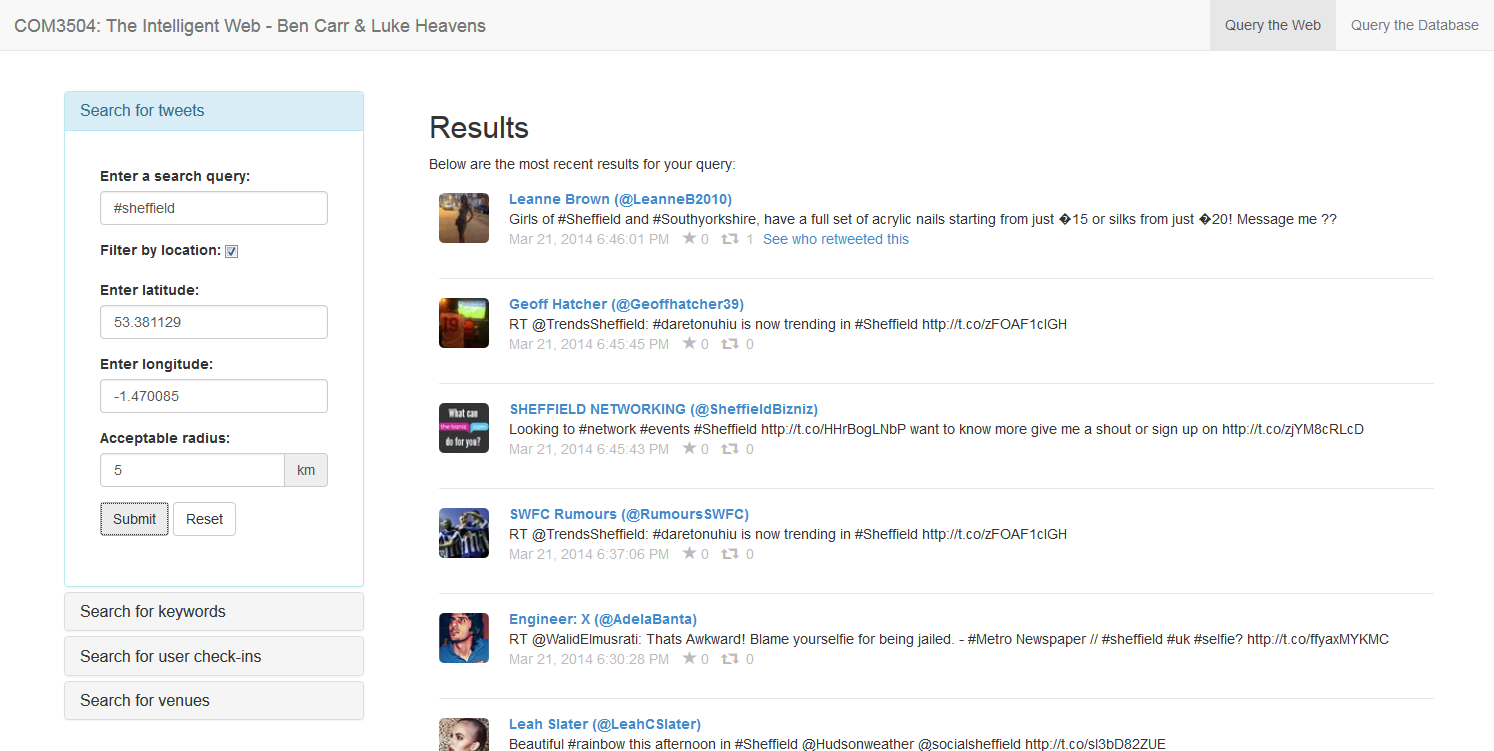 COM3504: The Intelligent Web - Ben Carr & Luke Heavens
Query the Web
Query the Database
Search for tweets
Enter a search query:
#sheffield
Filter by location:
Enter latitude:
53.381129
Enter longitude:
-1.470085
Acceptable radius:
5 km
Submit Reset
Search for keywords
Search for user check-ins
Search for venues
Results
Below are the most recent results for your query:
Leanne Brown (@LeanneB2010)
Girls of #Sheffield and #Southyorkshire, have a full set of acrylic nails starting from just �15 or silks from just �20! Message me ??
Mar 21, 2014 6:46:01 PM ★ 0 1 See who retweeted this
Geoff Hatcher (@Geoffhatcher39)
19
RT @TrendsSheffield: #daretonuhiu is now trending in #Sheffield http://t.co/zFOAF1clGH
Mar 21, 2014 6:45:45 PM ★ 0 0
What can
the-bizniz.com
do for you?
SHEFFIELD NETWORKING (@SheffieldBizniz)
Looking to #network #events #Sheffield http://t.co/HHrBogLNbP want to know more give me a shout or sign up on http://t.co/zjYM8cRLcD
Mar 21, 2014 6:45:43 PM ★ 0 0
SWFC Rumours (@RumoursSWFC)
RT @TrendsSheffield: #daretonuhiu is now trending in #Sheffield http://t.co/zFOAF1clGH
Mar 21, 2014 6:37:06 PM ★ 0 0
Engineer: X (@AdelaBanta)
RT @WalidElmusrati: Thats Awkward! Blame yourselfie for being jailed. - #Metro Newspaper // #sheffield #uk #selfie? http://t.co/ffyaxMYKMC
Mar 21, 2014 6:30:28 PM ★ 0 0
Leah Slater (@LeahCSlater)
Beautiful #rainbow this afternoon in #Sheffield @Hudsonweather @socialsheffield http://t.co/sl3bD82ZUE